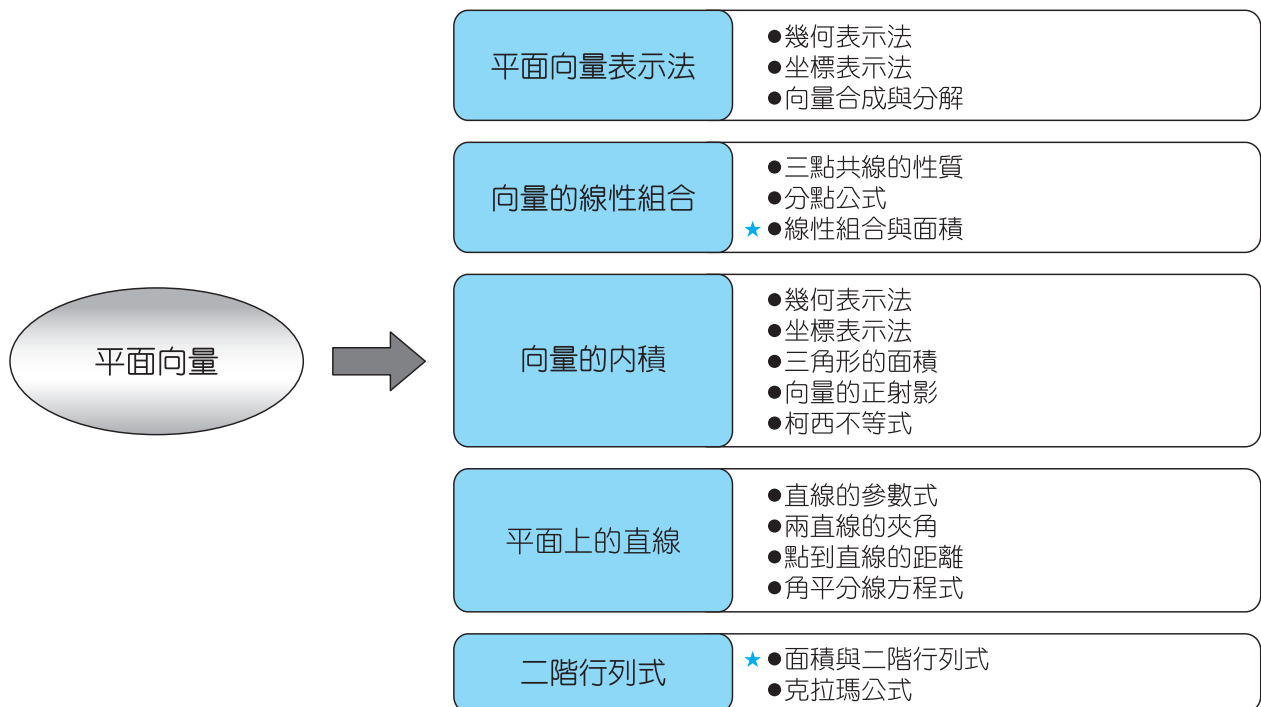 平面向量
平面向量表示法
●幾何表示法
●坐標表示法
●向量合成與分解
向量的線性組合
●三點共線的性質
●分點公式
★●線性組合與面積
向量的內積
●幾何表示法
●坐標表示法
●三角形的面積
●向量的正射影
●柯西不等式
平面上的直線
●直線的參數式
●兩直線的夾角
●點到直線的距離
●角平分線方程式
二階行列式
★●面積與二階行列式
●克拉瑪公式